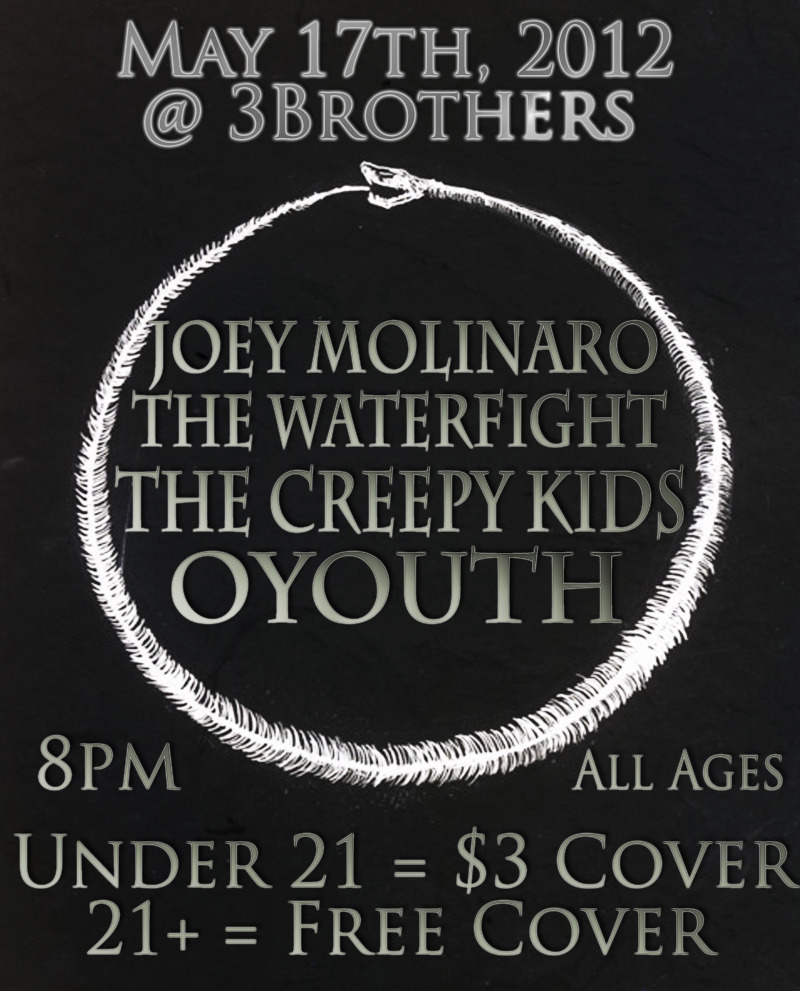 May 17th, 2012
@ 3Brothers
JOEY MOLINARO
THE WATERFIGHT
THE CREEPY KIDS
OYOUTH
8PM
All Ages
Under 21 = $3 Cover
21+ = Free Cover